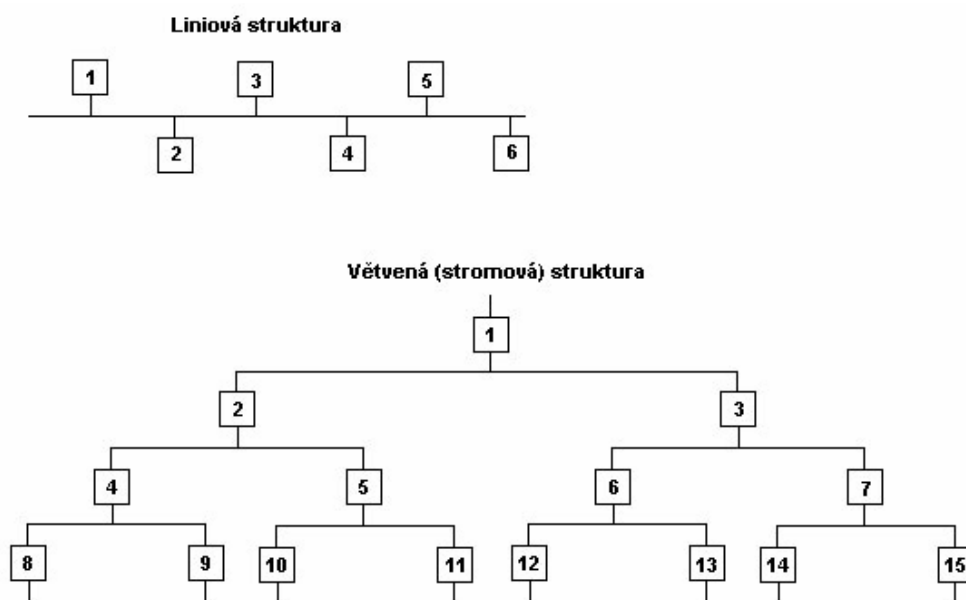 Liniová struktura
1 3 5
2 4 6
Větvená (stromová) struktura
1
2 3
4 5 6 7
8 9 10 11 12 13 14 15